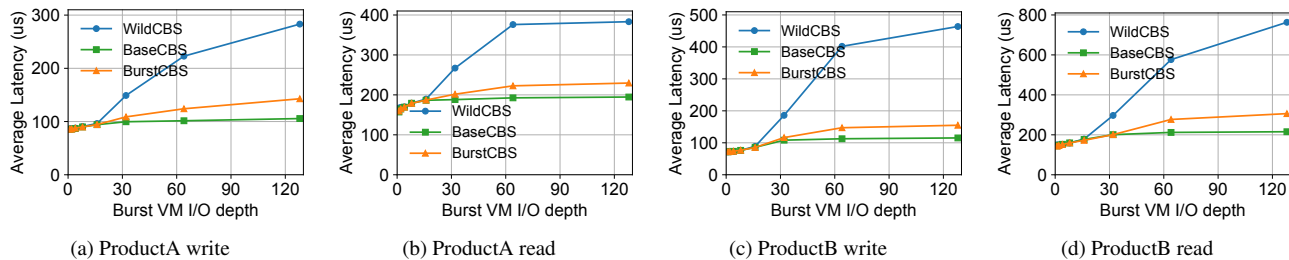 Average Latency (us)
300
200
100
0
WildCBS
BaseCBS
BurstCBS
0 30 60 90 120
Burst VM I/O depth
(a) ProductA write
Average Latency (us)
400
300
200
100
0
WildCBS
BaseCBS
BurstCBS
0 30 60 90 120
Burst VM I/O depth
(b) ProductA read
Average Latency (us)
500
400
300
200
100
0
WildCBS
BaseCBS
BurstCBS
0 30 60 90 120
Burst VM I/O depth
(c) ProductB write
Average Latency (us)
800
600
400
200
0
WildCBS
BaseCBS
BurstCBS
0 30 60 90 120
Burst VM I/O depth
(d) ProductB read